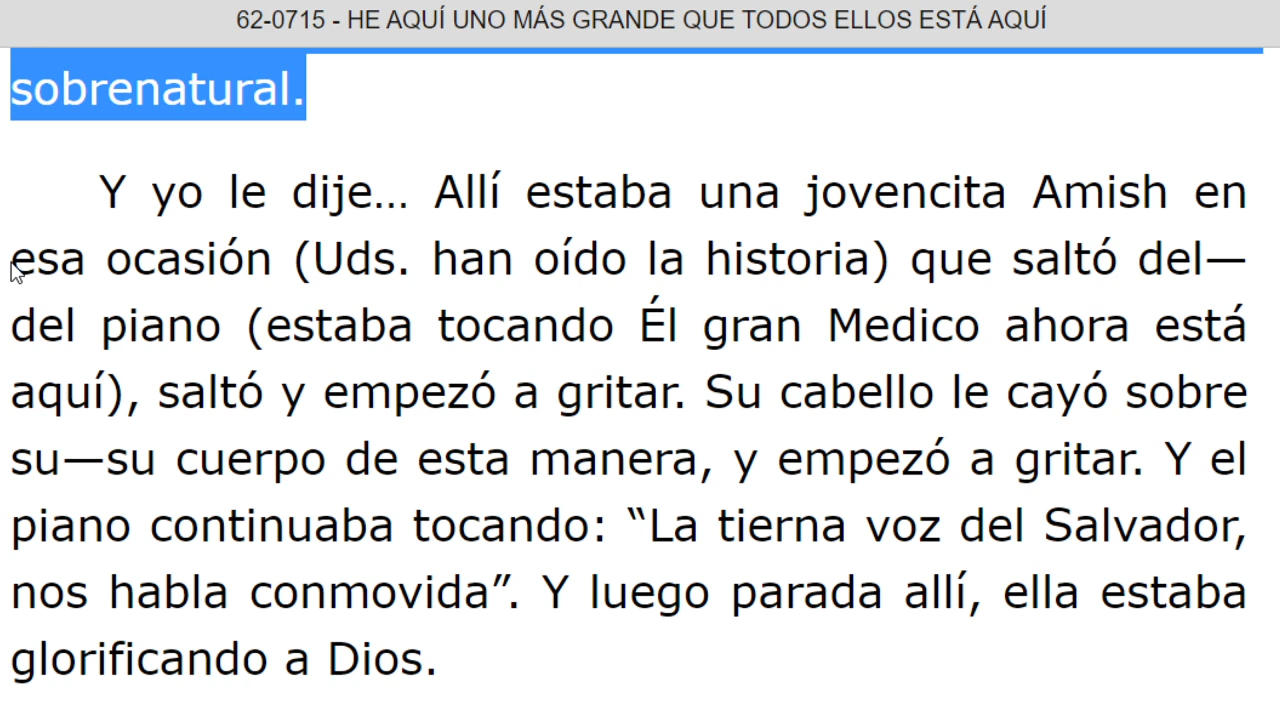 62-0715 - HE AQUÍ UNO MÁS GRANDE QUE TODOS ELLOS ESTÁ AQUÍ
sobrenatural.
Y yo le dije… Allí estaba una jovencita Amish en
esa ocasión (Uds. han oído la historia) que saltó del—
del piano (estaba tocando Él gran Medico ahora está
aquí), saltó y empezó a gritar. Su cabello le cayó sobre
su—su cuerpo de esta manera, y empezó a gritar. Y el
piano continuaba tocando: “La tierna voz del Salvador,
nos habla conmovida”. Y luego parada allí, ella estaba
glorificando a Dios.